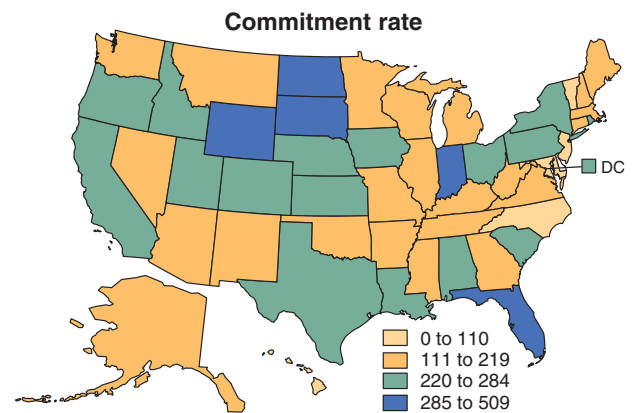 Commitment rate
DC
0 to 110
111 to 219
220 to 284
285 to 509